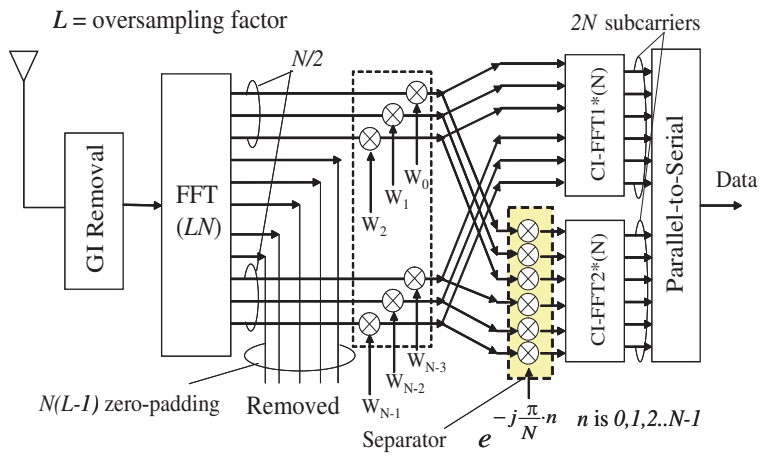 L = oversampling factor
2N subcarriers
N/2
GI Removal
FFT
(LN)
W0
W1
W2
CI-FFT1*(N)
CI-FFT2*(N)
Parallel-to-Serial
Data
WN-3
WN-2
WN-1
N(L-1) zero-padding
Removed
Separator
e^{-j\frac{π}{N}·n}
n is 0,1,2..N-1